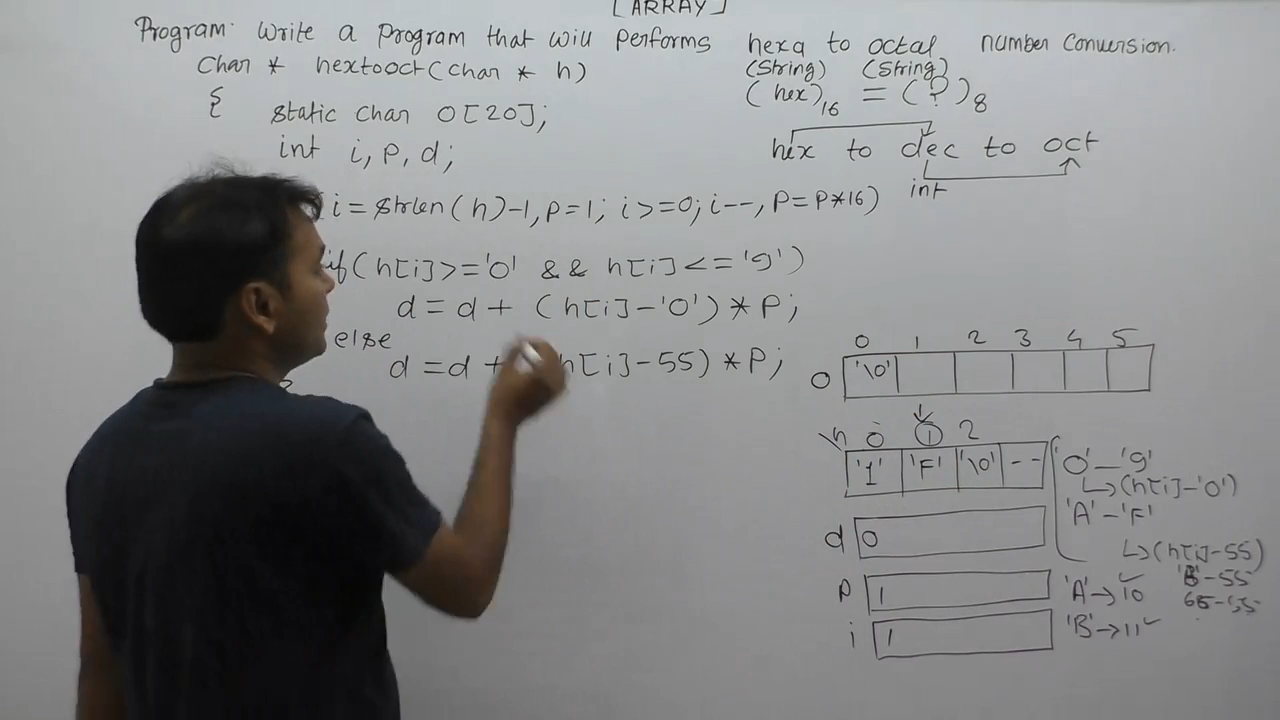 [ARRAY]
Program: Write a program that will performs hexa to octal number conversion.
(String) (String)
Char * hextooct(char * h)
(hex)16 = (?)8
{
static char O[20];
hex to dec to oct
int i, P, d;
int
i = strlen(h)-1, P=1; i>=0; i--, P=P*16)
if(h[i]>='0' && h[i]<='9')
d = d + (h[i]-'0') * P;
else
d = d + h[i]-55) * P;
0 1 2 3 4 5
O '\0'
h 0 1 2
'1' 'F' '\0' --
'0'-'9'
↳(h[i]-'0')
'A'-'F'
↳(h[i]-55)
d 0
P 1
'A'→10 'B'-55
65-55
i 1
'B'→11